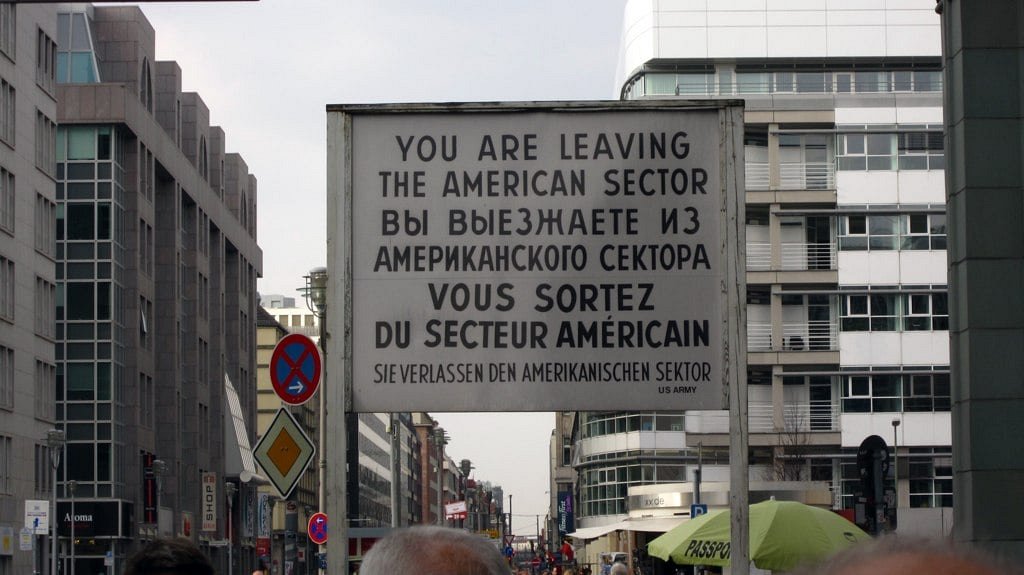 YOU ARE LEAVING
THE AMERICAN SECTOR
ВЫ ВЫЕЗЖАЕТЕ ИЗ
АМЕРИКАНСКОГО СЕКТОРА
VOUS SORTEZ
DU SECTEUR AMÉRICAIN
SIE VERLASSEN DEN AMERIKANISCHEN SEKTOR
US ARMY
SHOP
Aroma
P